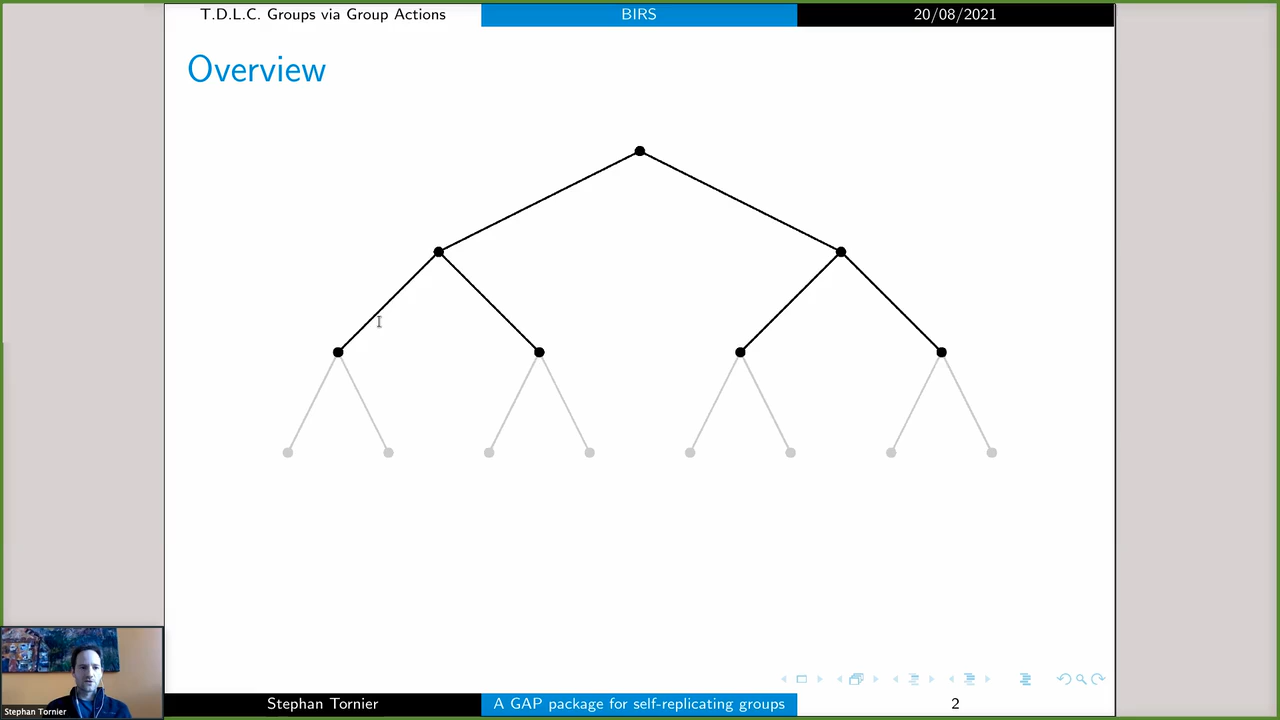 T.D.L.C. Groups via Group Actions
BIRS
20/08/2021
Overview
Stephan Tornier
Stephan Tornier
A GAP package for self-replicating groups
2